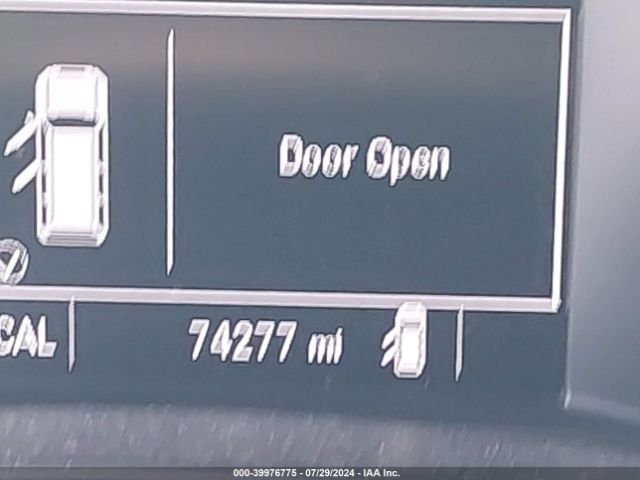 Door Open
CAL
74277 mi
000-39976775 - 07/29/2024 - IAA Inc.